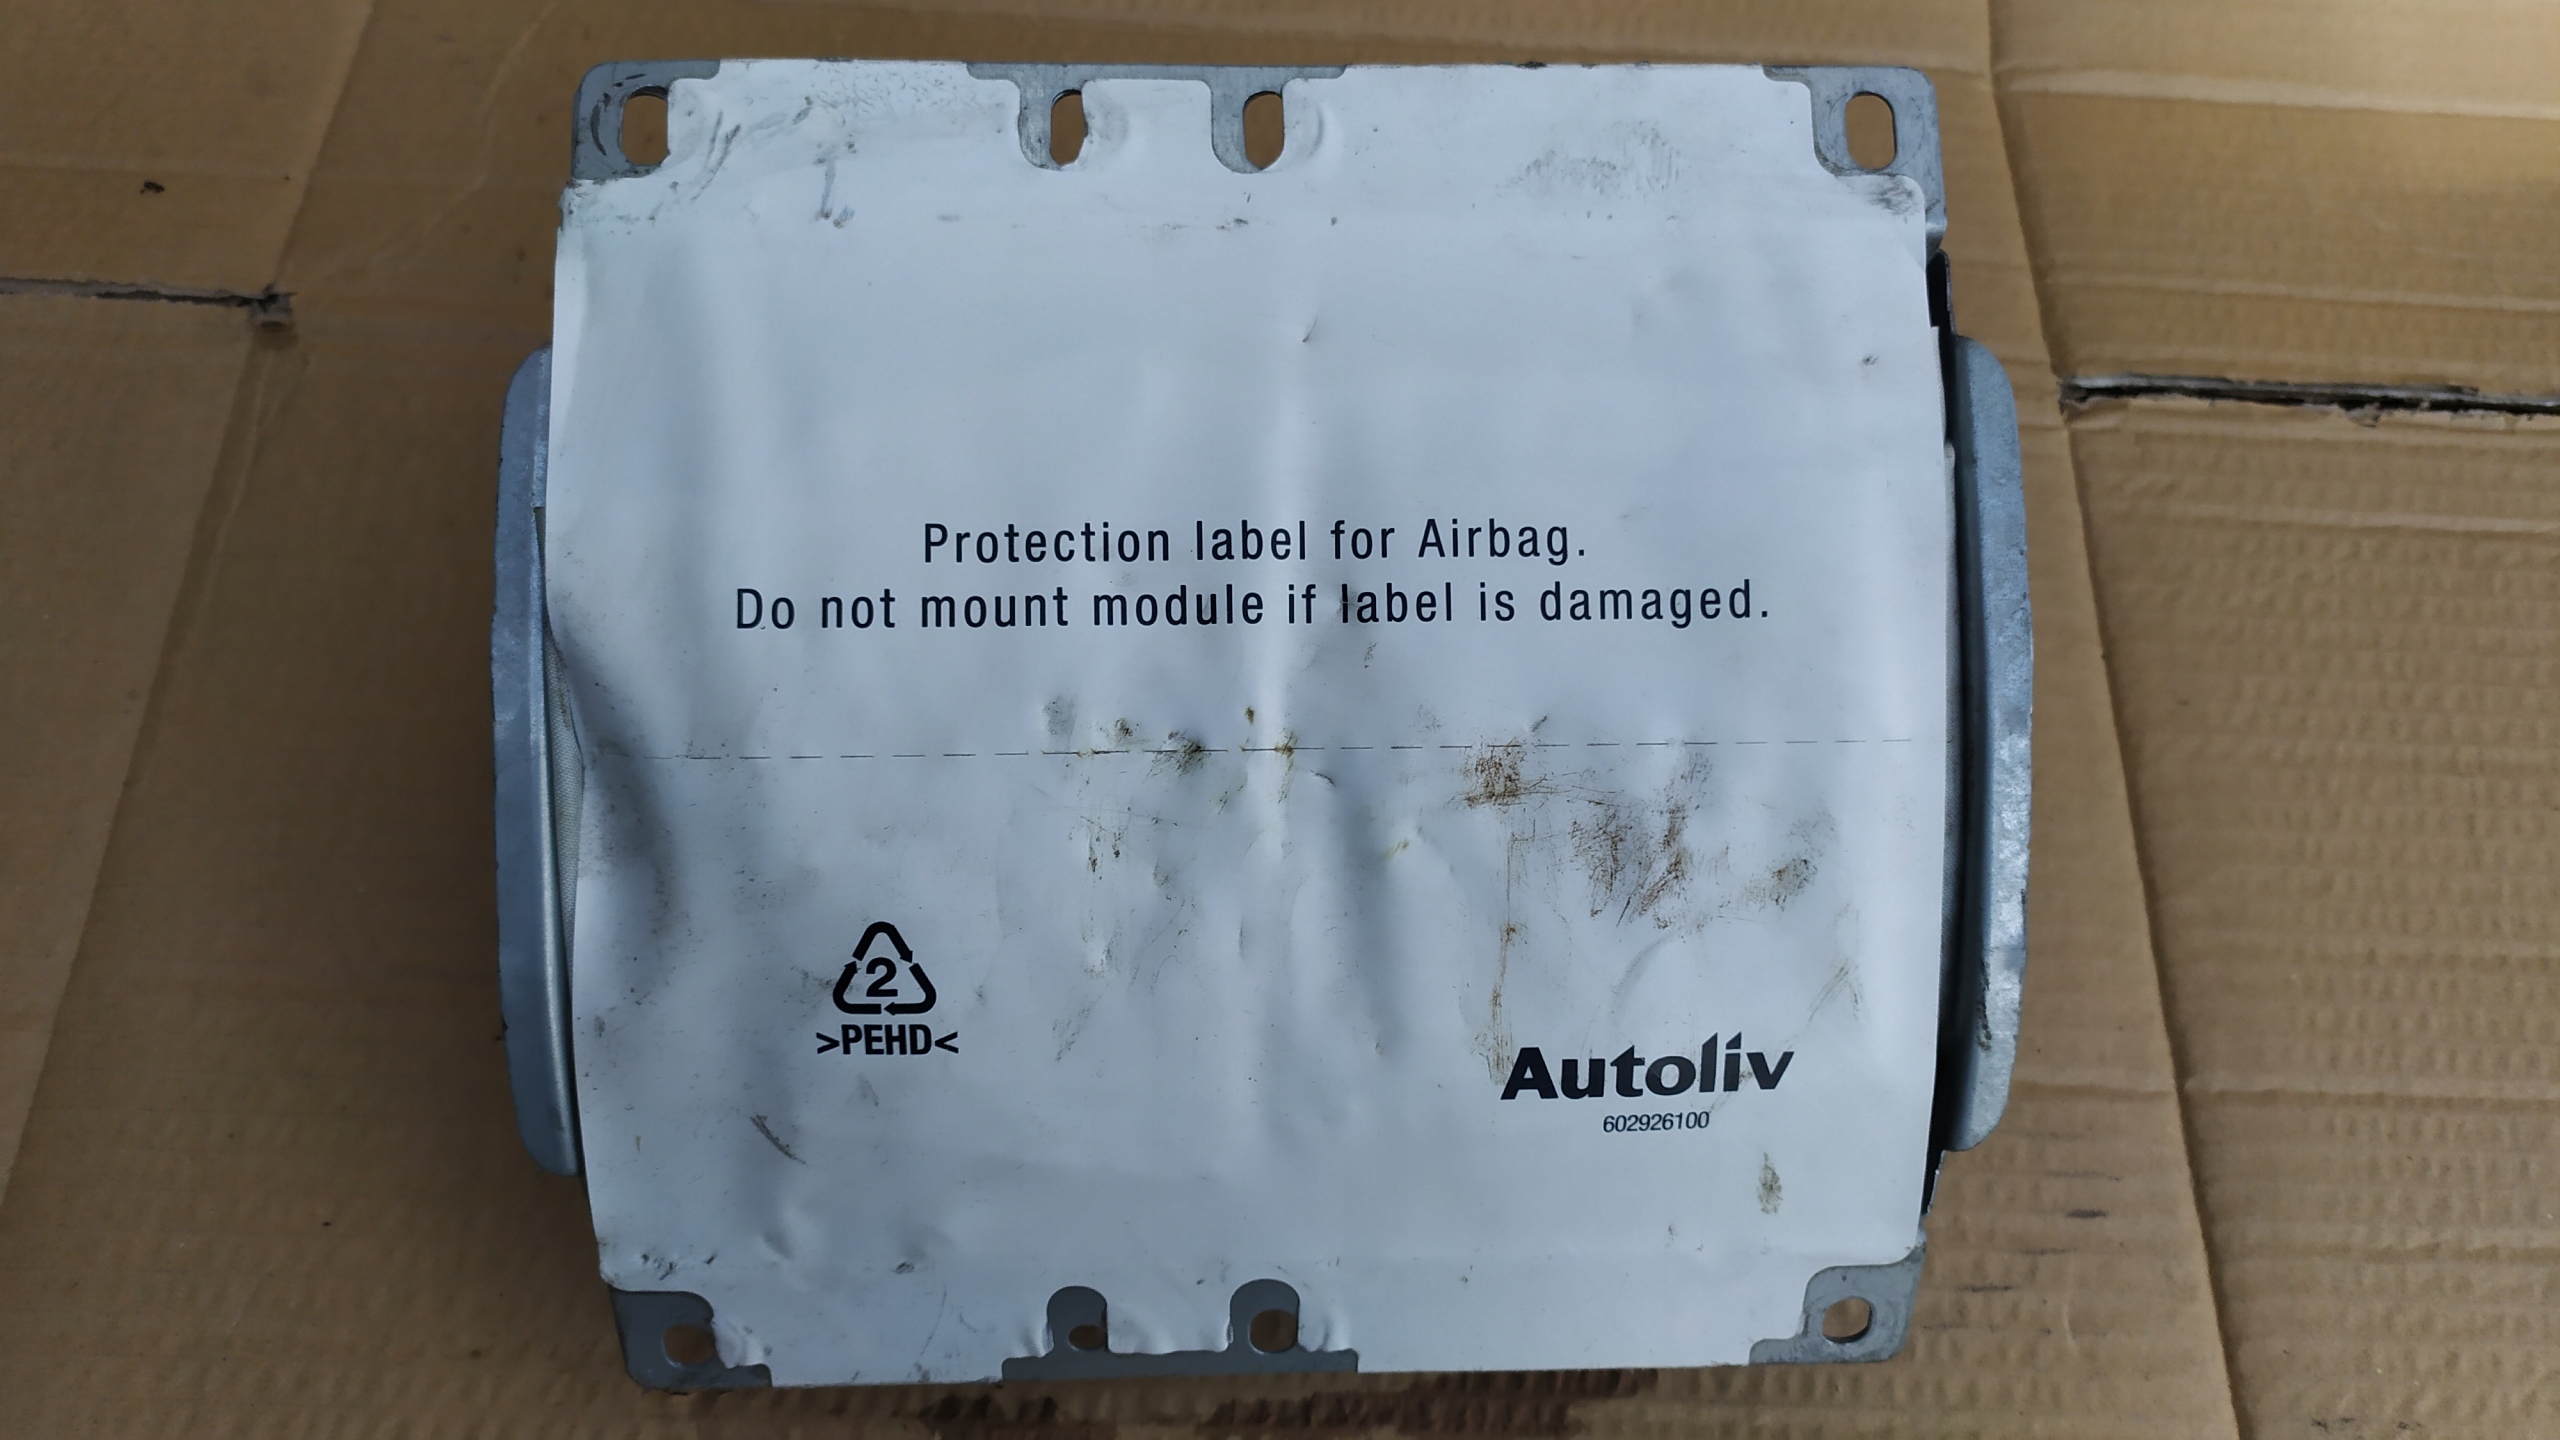 Protection label for Airbag.
Do not mount module if label is damaged.
2
>PEHD<
Autoliv
602926100